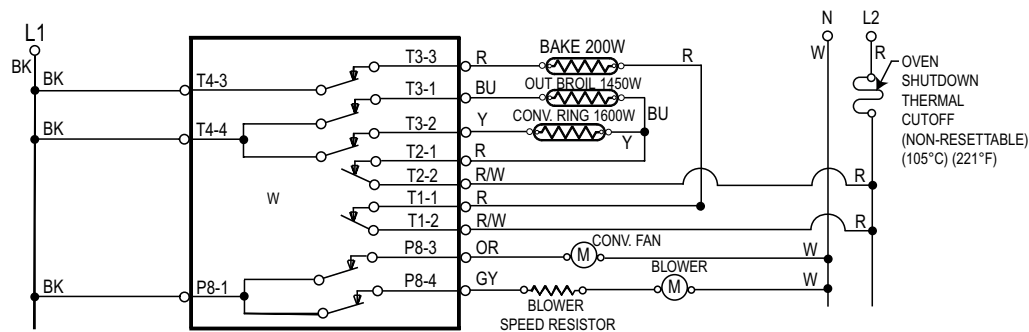 L1
N
L2
BK
BK
T4-3
T3-3
R
BAKE 200W
R
W
R
OVEN
SHUTDOWN
THERMAL
CUTOFF
(NON-RESETTABLE)
(105°C) (221°F)
T3-1
BU
OUT BROIL 1450W
BU
BK
T4-4
T3-2
Y
CONV. RING 1600W
Y
T2-1
R
T2-2
R/W
R
W
T1-1
R
T1-2
R/W
R
P8-3
OR
M
CONV. FAN
W
BK
P8-1
P8-4
GY
BLOWER
SPEED RESISTOR
M
BLOWER
W